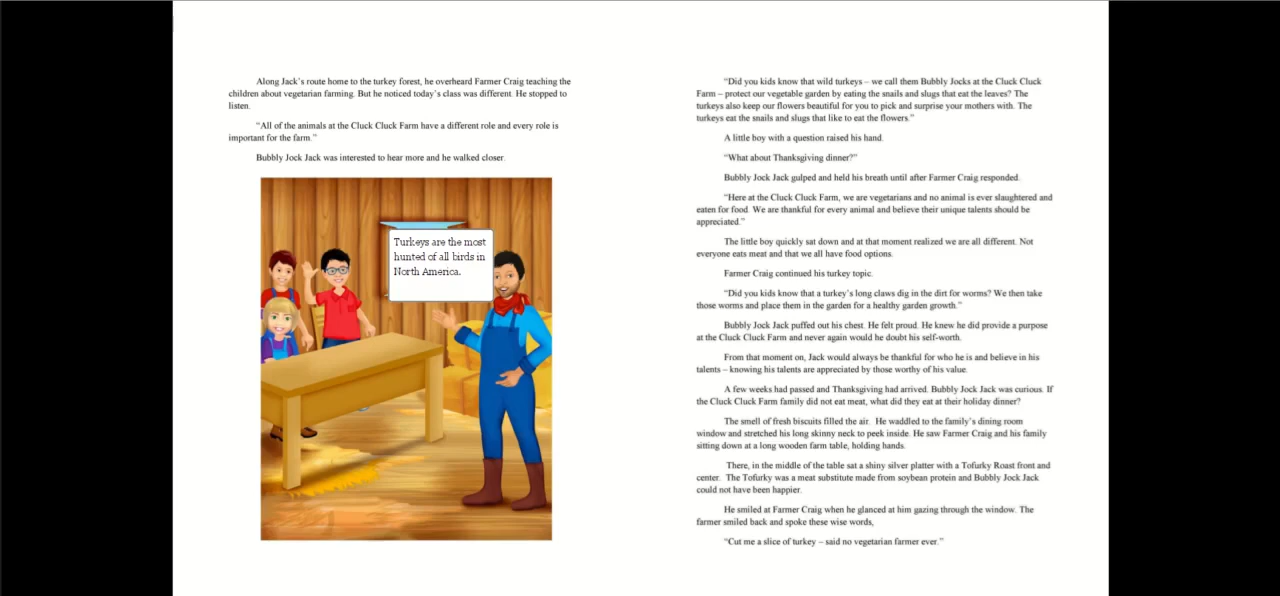 Along Jack's route home to the turkey forest, he overheard Farmer Craig teaching the
children about vegetarian farming. But he noticed today's class was different. He stopped to
listen.
“All of the animals at the Cluck Cluck Farm have a different role and every role is
important for the farm.”
Bubbly Jock Jack was interested to hear more and he walked closer.
Turkeys are the most
hunted of all birds in
North America.
“Did you kids know that wild turkeys – we call them Bubbly Jocks at the Cluck Cluck
Farm – protect our vegetable garden by eating the snails and slugs that eat the leaves? The
turkeys also keep our flowers beautiful for you to pick and surprise your mothers with. The
turkeys eat the snails and slugs that like to eat the flowers.”
A little boy with a question raised his hand.
“What about Thanksgiving dinner?”
Bubbly Jock Jack gulped and held his breath until after Farmer Craig responded.
“Here at the Cluck Cluck Farm, we are vegetarians and no animal is ever slaughtered and
eaten for food. We are thankful for every animal and believe their unique talents should be
appreciated.”
The little boy quickly sat down and at that moment realized we are all different. Not
everyone eats meat and that we all have food options.
Farmer Craig continued his turkey topic.
“Did you kids know that a turkey's long claws dig in the dirt for worms? We then take
those worms and place them in the garden for a healthy garden growth.”
Bubbly Jock Jack puffed out his chest. He felt proud. He knew he did provide a purpose
at the Cluck Cluck Farm and never again would he doubt his self-worth.
From that moment on, Jack would always be thankful for who he is and believe in his
talents – knowing his talents are appreciated by those worthy of his value.
A few weeks had passed and Thanksgiving had arrived. Bubbly Jock Jack was curious. If
the Cluck Cluck Farm family did not eat meat, what did they eat at their holiday dinner?
The smell of fresh biscuits filled the air. He waddled to the family's dining room
window and stretched his long skinny neck to peek inside. He saw Farmer Craig and his family
sitting down at a long wooden farm table, holding hands.
There, in the middle of the table sat a shiny silver platter with a Tofurky Roast front and
center. The Tofurky was a meat substitute made from soybean protein and Bubbly Jock Jack
could not have been happier.
He smiled at Farmer Craig when he glanced at him gazing through the window. The
farmer smiled back and spoke these wise words,
“Cut me a slice of turkey – said no vegetarian farmer ever.”